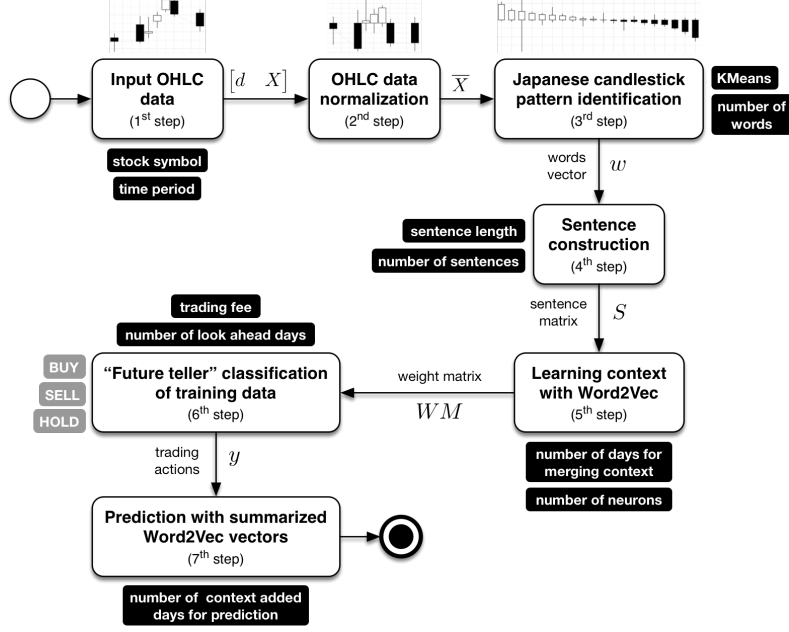 Input OHLC
data
(1st step)
[d X]
OHLC data
normalization
(2nd step)
X̅
Japanese candlestick
pattern identification
(3rd step)
KMeans
number of
words
stock symbol
time period
words
vector
w
sentence length
number of sentences
Sentence
construction
(4th step)
sentence
matrix
S
trading fee
number of look ahead days
BUY
SELL
HOLD
“Future teller” classification
of training data
(6th step)
weight matrix
WM
Learning context
with Word2Vec
(5th step)
number of days for
merging context
number of neurons
trading
actions
y
Prediction with summarized
Word2Vec vectors
(7th step)
number of context added
days for prediction